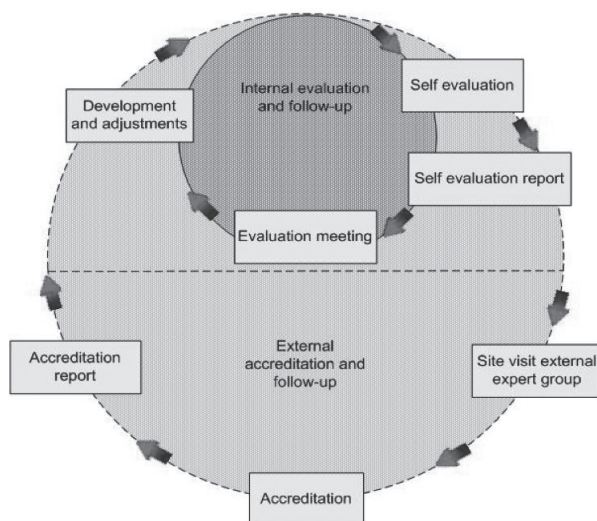 Internal evaluation
and follow-up
Self evaluation
Development
and adjustments
Self evaluation report
Evaluation meeting
External
accreditation and
follow-up
Accreditation
report
Site visit external
expert group
Accreditation